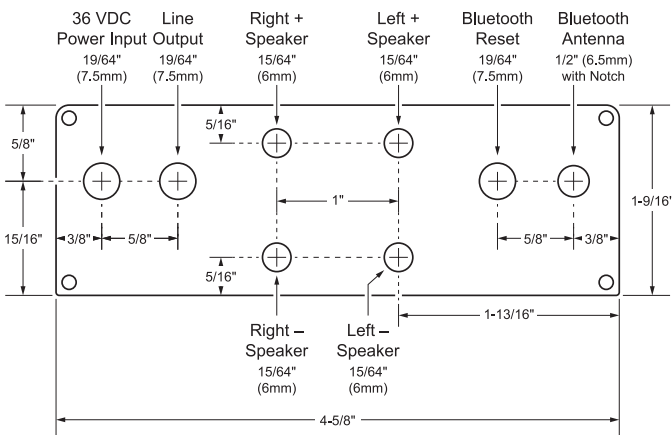 36 VDC
Power Input
19/64"
(7.5mm)
Line
Output
19/64"
(7.5mm)
Right +
Speaker
15/64"
(6mm)
Left +
Speaker
15/64"
(6mm)
Bluetooth
Reset
19/64"
(7.5mm)
Bluetooth
Antenna
1/2" (6.5mm)
with Notch
5/8"
5/16"
1"
1-9/16"
15/16"
3/8"
5/8"
5/16"
5/8"
3/8"
1-13/16"
Right –
Speaker
15/64"
(6mm)
Left –
Speaker
15/64"
(6mm)
4-5/8"